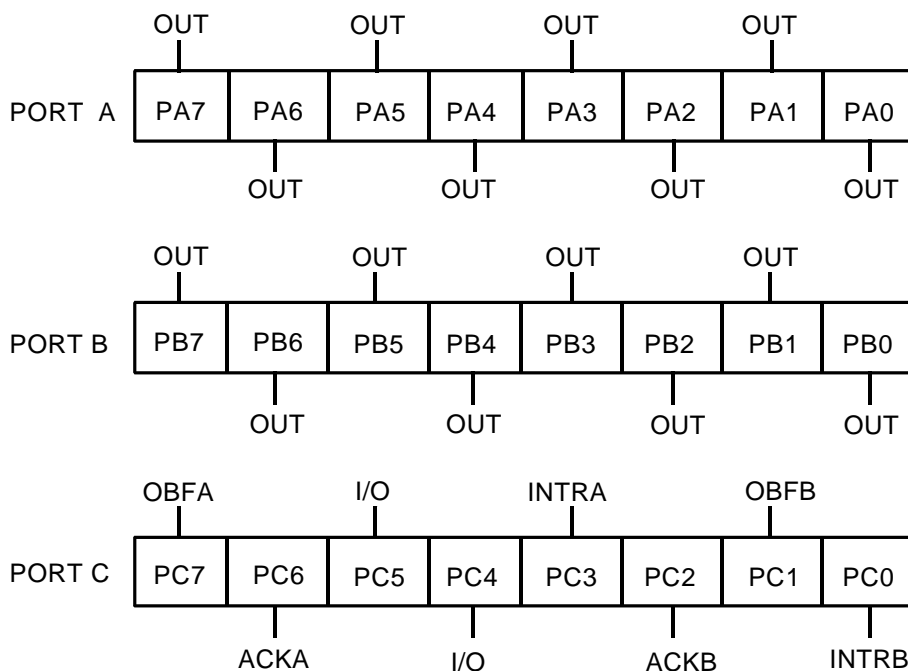 OUT OUT OUT OUT
PORT A PA7 PA6 PA5 PA4 PA3 PA2 PA1 PA0
OUT OUT OUT OUT
OUT OUT OUT OUT
PORT B PB7 PB6 PB5 PB4 PB3 PB2 PB1 PB0
OUT OUT OUT OUT
OBFA I/O INTRA OBFB
PORT C PC7 PC6 PC5 PC4 PC3 PC2 PC1 PC0
ACKA I/O ACKB INTRB